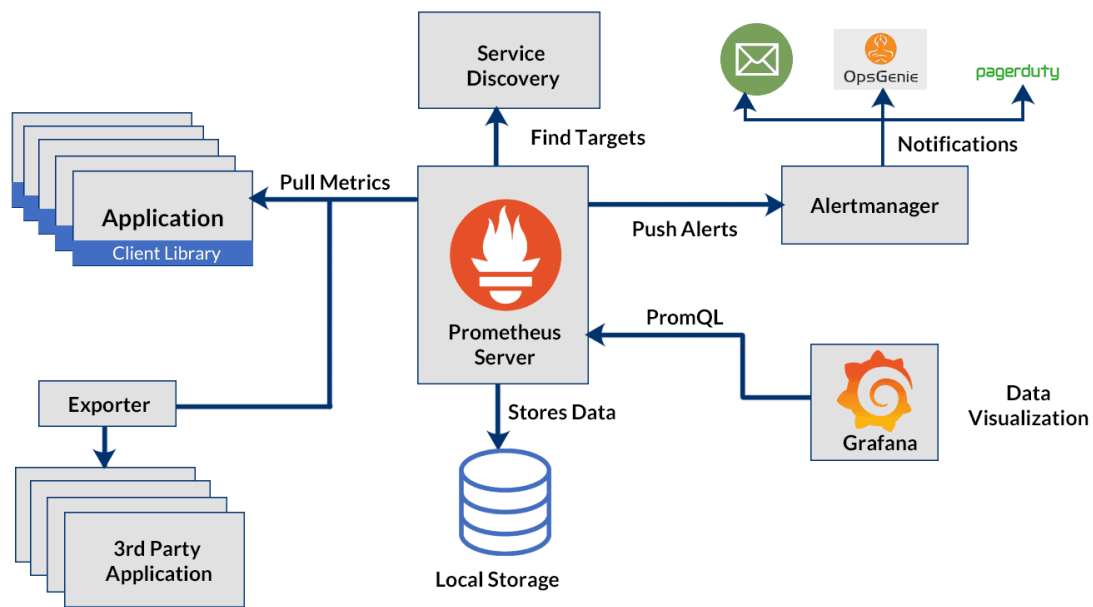 Service
Discovery
OpsGenie
pagerduty
Find Targets
Notifications
Pull Metrics
Application
Client Library
Push Alerts
Alertmanager
Prometheus
Server
PromQL
Exporter
Stores Data
Grafana
Data
Visualization
3rd Party
Application
Local Storage